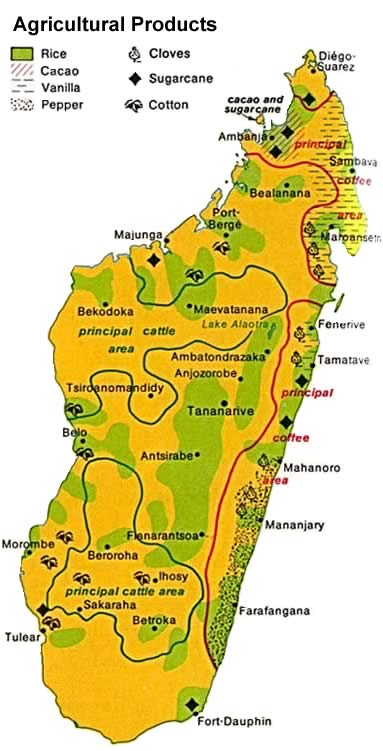 Agricultural Products
Rice
Cacao
Vanilla
Pepper
Cloves
Sugarcane
Cotton
Diégo-
Suarez
cacao and
sugarcane
Ambanja
principal
Sambava
coffee
Bealanana
area
Port-
Bergé
Maroansetra
Majunga
Bekodoka
Maevatanana
principal cattle
area
Lake Alaotra
Fenerive
Ambatondrazaka
Tamatave
Anjozorobe
Tsiroanomandidy
principal
Tananarive
Belo
coffee
Antsirabe
Mahanoro
area
Mananjary
Fianarantsoa
Morombe
Beroroha
Ihosy
principal cattle area
Sakaraha
Farafangana
Betroka
Tulear
Fort-Dauphin